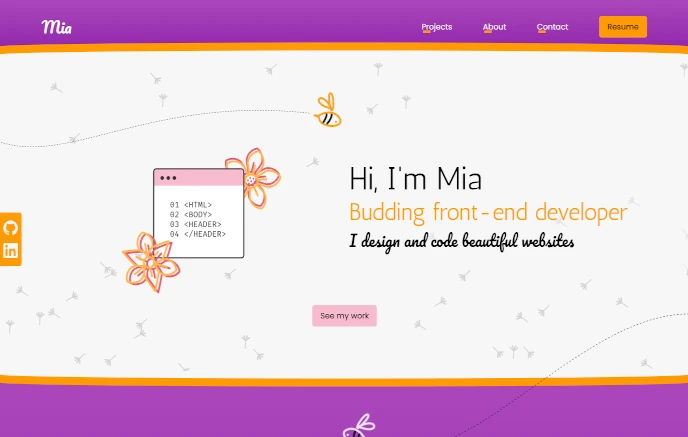 Mia
Projects
About
Contact
Resume
01 <HTML>
02 <BODY>
03 <HEADER>
04 </HEADER>
Hi, I'm Mia
Budding front-end developer
I design and code beautiful websites
in
See my work